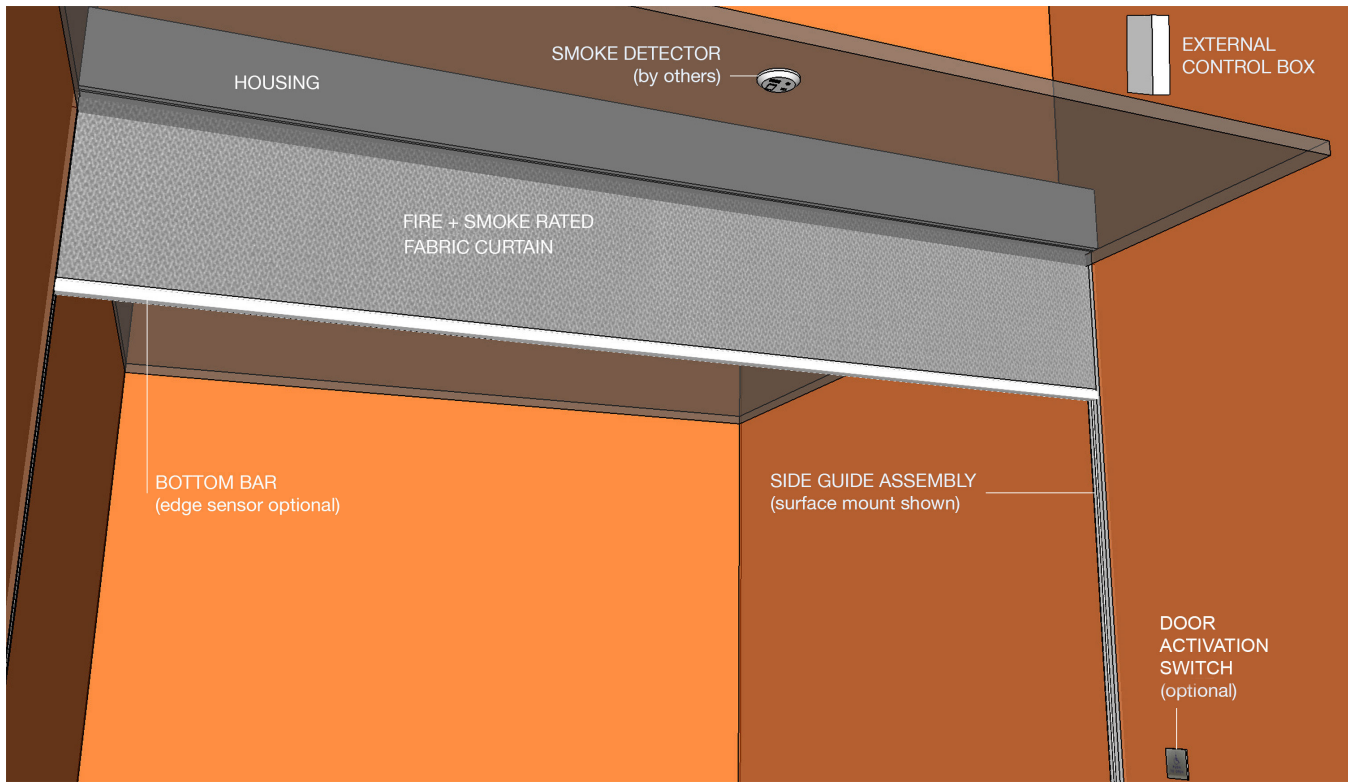 SMOKE DETECTOR
(by others)
EXTERNAL
CONTROL BOX
HOUSING
FIRE + SMOKE RATED
FABRIC CURTAIN
BOTTOM BAR
(edge sensor optional)
SIDE GUIDE ASSEMBLY
(surface mount shown)
DOOR
ACTIVATION
SWITCH
(optional)